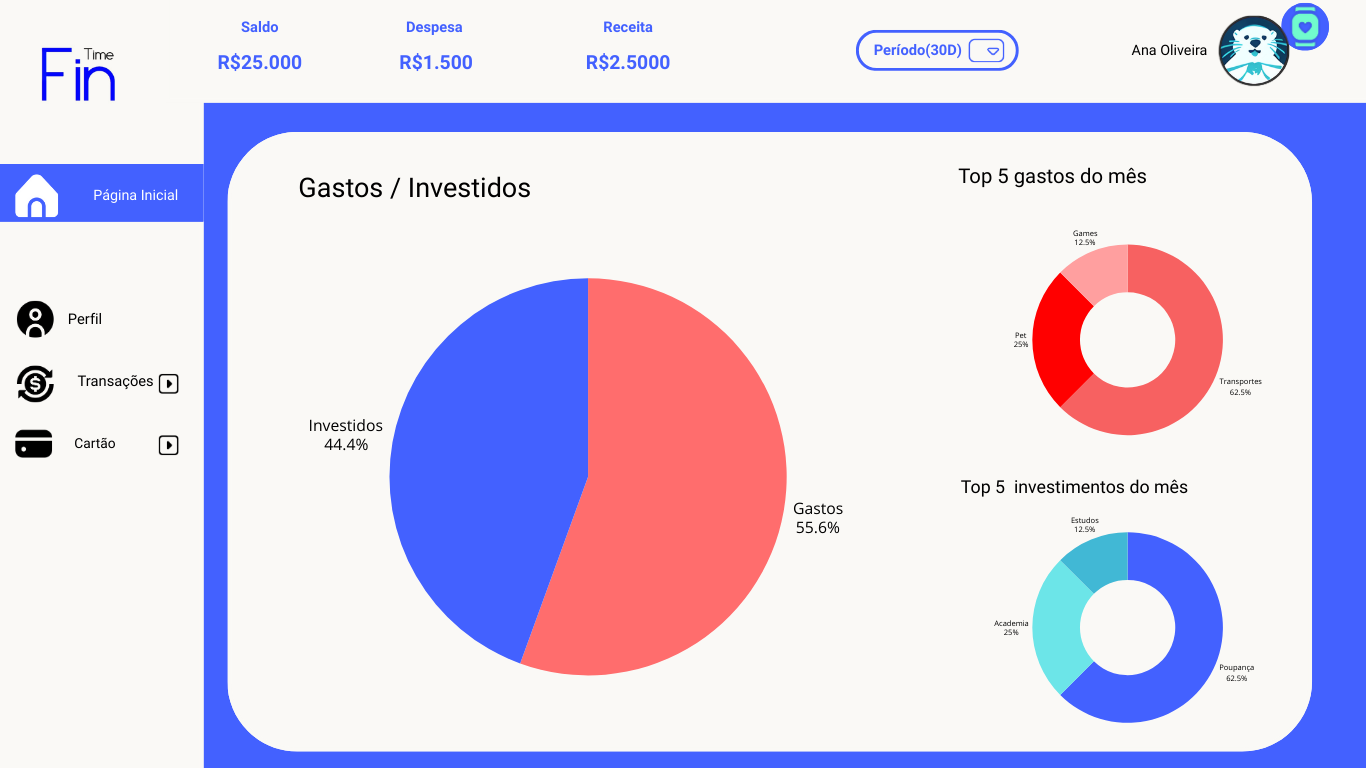 Time
Fin
Saldo
R$25.000
Despesa
R$1.500
Receita
R$2.5000
Período(30D)
Ana Oliveira
Página Inicial
Perfil
Transações
Cartão
Gastos / Investidos
Investidos
44.4%
Gastos
55.6%
Top 5 gastos do mês
Games
12.5%
Pet
25%
Transportes
62.5%
Top 5 investimentos do mês
Estudos
12.5%
Academia
25%
Poupança
62.5%